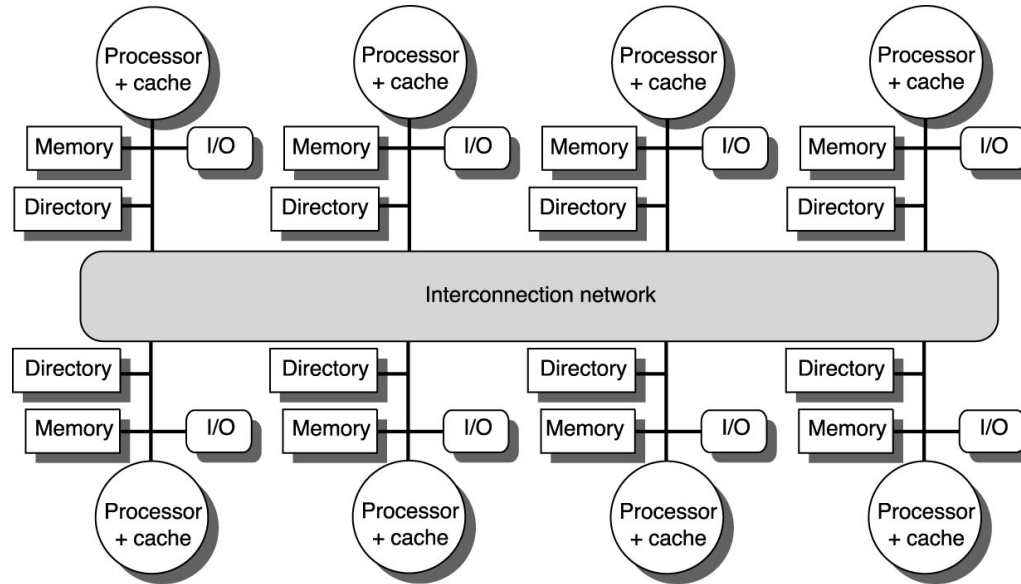 Processor
+ cache
Processor
+ cache
Processor
+ cache
Processor
+ cache
Memory
I/O
Memory
I/O
Memory
I/O
Memory
I/O
Directory
Directory
Directory
Directory
Interconnection network
Directory
Directory
Directory
Directory
Memory
I/O
Memory
I/O
Memory
I/O
Memory
I/O
Processor
+ cache
Processor
+ cache
Processor
+ cache
Processor
+ cache